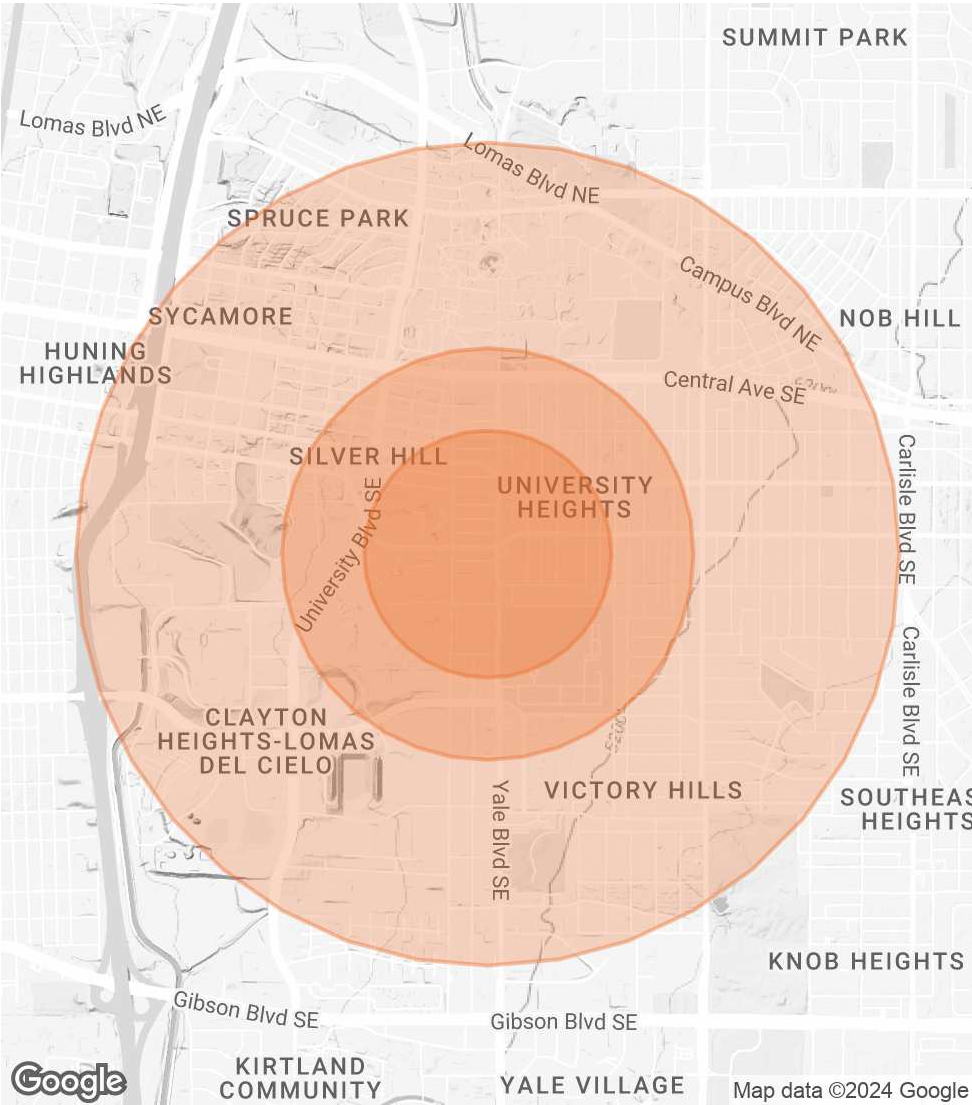 SUMMIT PARK
Lomas Blvd NE
Lomas Blvd NE
SPRUCE PARK
Campus Blvd NE
SYCAMORE
NOB HILL
HUNING
HIGHLANDS
Central Ave SE
SILVER HILL
UNIVERSITY
HEIGHTS
University Blvd SE
Carlisle Blvd SE
Carlisle Blvd SE
CLAYTON
HEIGHTS-LOMAS
DEL CIELO
VICTORY HILLS
SOUTHEAS
HEIGHTS
Yale Blvd SE
KNOB HEIGHTS
Gibson Blvd SE
Gibson Blvd SE
KIRTLAND
COMMUNITY
YALE VILLAGE
Google
Map data ©2024 Google